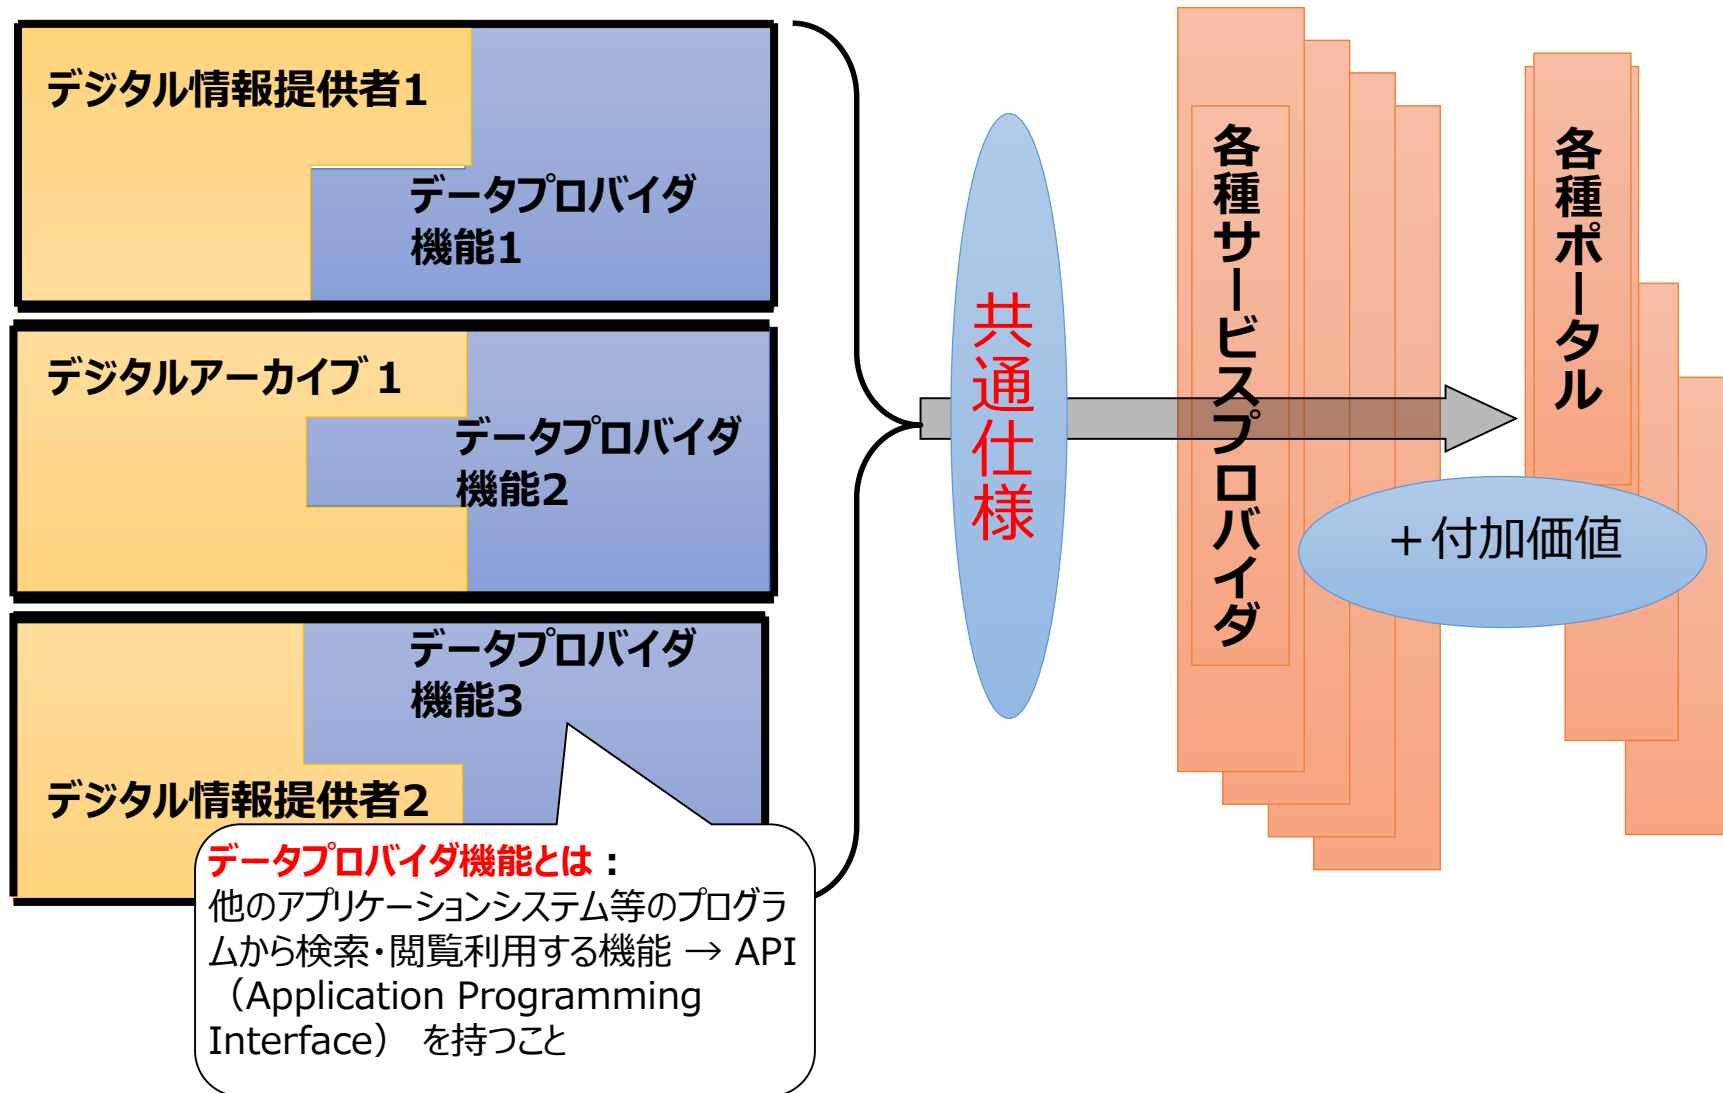 デジタル情報提供者1
データプロバイダ
機能1
デジタルアーカイブ 1
データプロバイダ
機能2
データプロバイダ
機能3
デジタル情報提供者2
データプロバイダ機能とは：
他のアプリケーションシステム等のプログラ
ムから検索・閲覧利用する機能 → API
（Application Programming
Interface） を持つこと
共通仕様
各種サービスプロバイダ
各種ポータル
＋付加価値